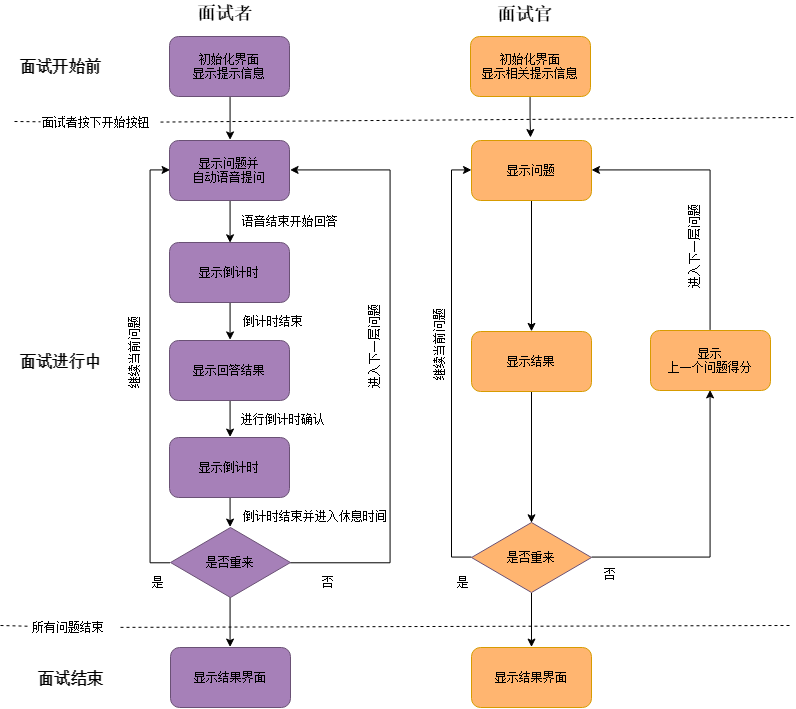 面试者
面试官
面试开始前
初始化界面
显示提示信息
初始化界面
显示相关提示信息
面试者按下开始按钮
显示问题并
自动语音提问
显示问题
语音结束开始回答
进入下一层问题
显示倒计时
倒计时结束
继续当前问题
进入下一层问题
继续当前问题
面试进行中
显示回答结果
显示结果
显示
上一个问题得分
进行倒计时确认
显示倒计时
倒计时结束并进入休息时间
是否重来
是否重来
是
否
是
否
所有问题结束
面试结束
显示结果界面
显示结果界面